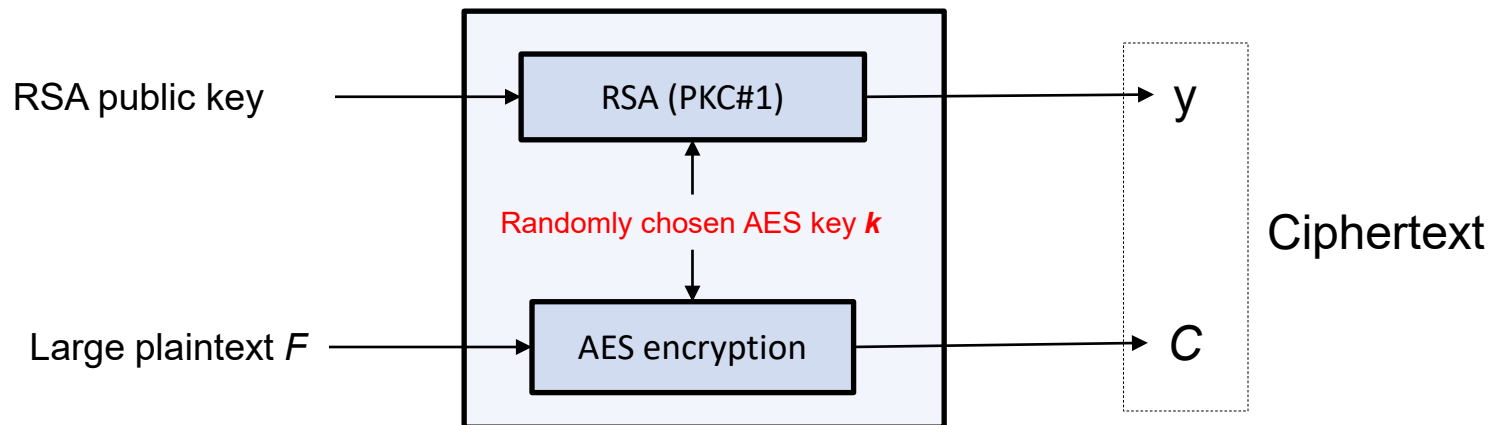 RSA public key
RSA (PKC#1)
y
Randomly chosen AES key k
Ciphertext
Large plaintext F
AES encryption
C